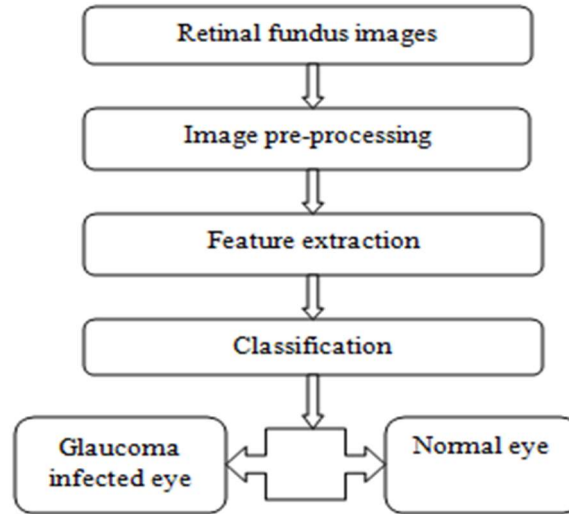 Retinal fundus images
Image pre-processing
Feature extraction
Classification
Glaucoma
infected eye
Normal eye